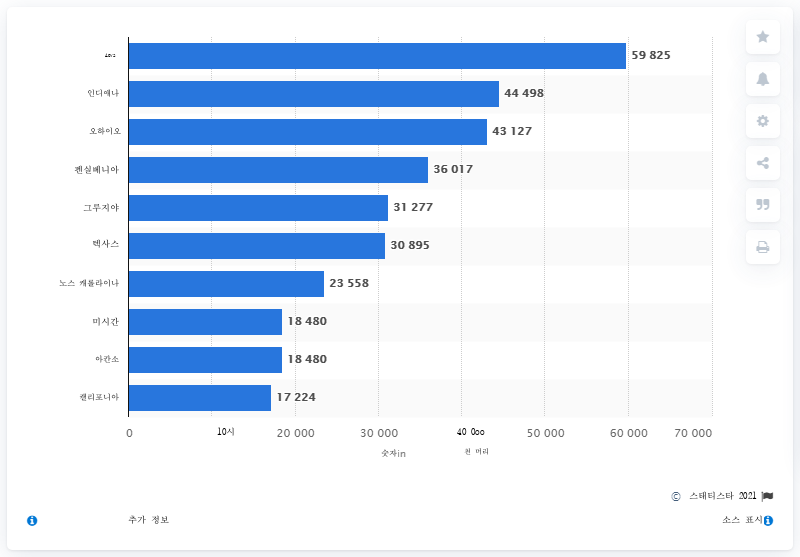 59 825
인디애나 44 498
오하이오 43 127
펜실베니아 36 017
그루지야 31 277
텍사스 30 895
노스 캐롤라이나 23 558
미시간 18 480
아칸소 18 480
캘리포니아 17 224
0 10시 20 000 30 000 40 000 50 000 60 000 70 000
숫자in 천 머리
© 스태티스타 2021
추가 정보 소스 표시